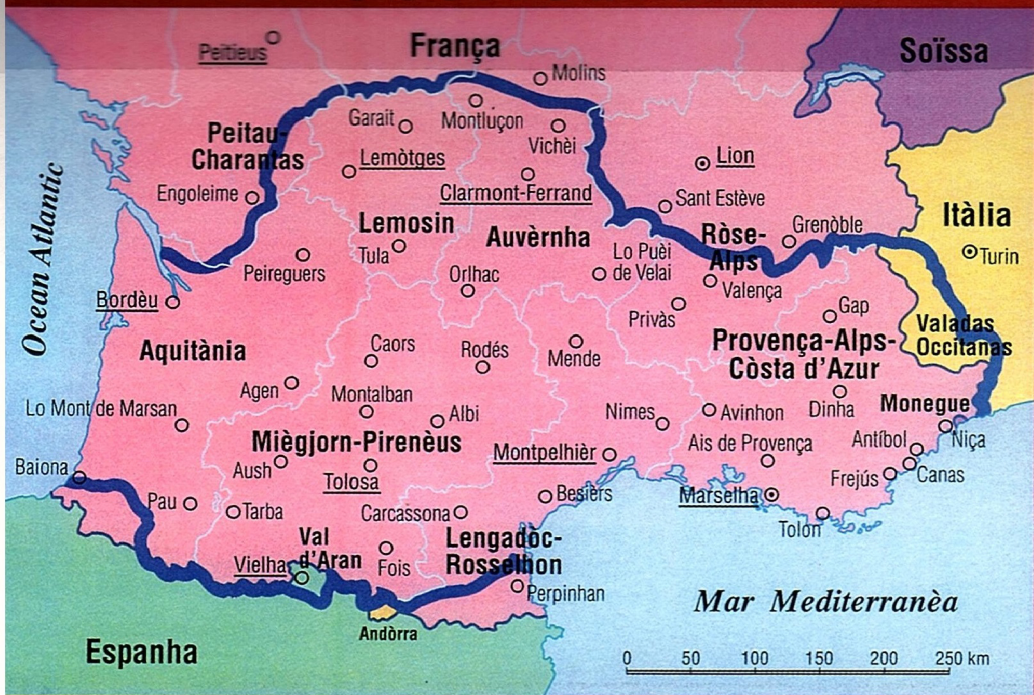 França
Soïssa
Peitieus
Molins
Garait
Montluçon
Peitau-
Charantas
Vichèi
Lemòtges
Lion
Engoleime
Clarmont-Ferrand
Sant Estève
Ocean Atlantic
Itàlia
Lemosin
Auvèrnha
Ròse-
Alps
Grenòble
Tula
Turin
Peireguers
Orlhac
Lo Puèi
de Velai
Valença
Bordèu
Privàs
Gap
Valadas
Occitanas
Aquitània
Caors
Rodés
Mende
Provença-Alps-
Còsta d'Azur
Agen
Montalban
Lo Mont de Marsan
Albi
Nimes
Avinhon
Dinha
Monegue
Miègjorn-Pirenèus
Ais de Provença
Antíbol
Niça
Baiona
Aush
Tolosa
Montpelhièr
Frejús
Canas
Pau
Tarba
Carcassona
Besièrs
Marselha
Tolon
Val
d'Aran
Lengadòc-
Rosselhon
Vielha
Fois
Perpinhan
Mar Mediterranèa
Andòrra
Espanha
0 50 100 150 200 250 km